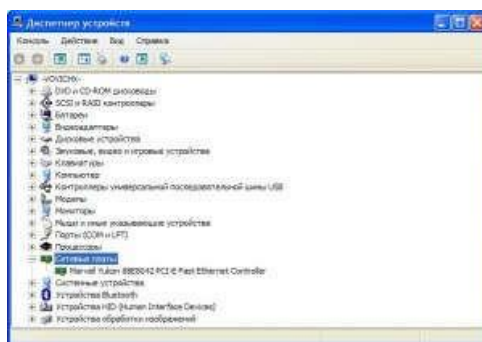 Диспетчер устройств
Консоль Действие Вид Справка
VOVICHX
DVD и CD-ROM дисководы
SCSI и RAID контроллеры
Батареи
Видеоадаптеры
Дисковые устройства
Звуковые, видео и игровые устройства
Клавиатуры
Компьютер
Контроллеры универсальной последовательной шины USB
Модемы
Мониторы
Мыши и иные указывающие устройства
Порты (COM и LPT)
Процессоры
Сетевые платы
Marvell Yukon 88E8042 PCI-E Fast Ethernet Controller
Системные устройства
Устройства Bluetooth
Устройства HID (Human Interface Devices)
Устройства обработки изображений